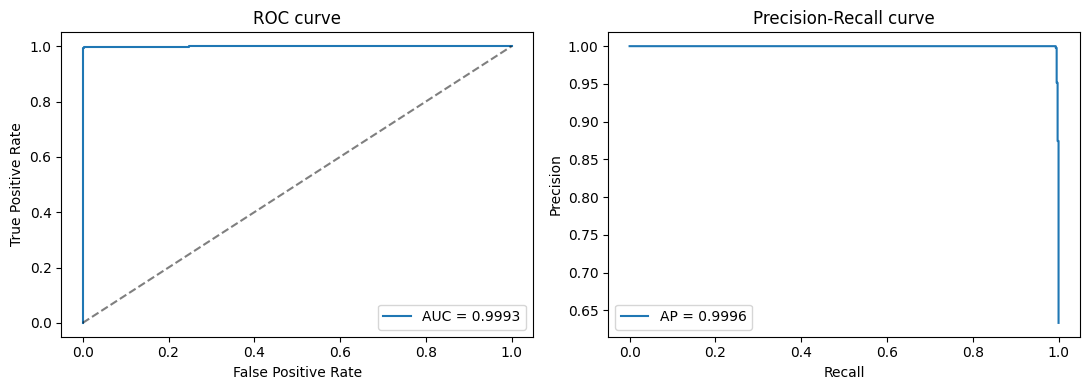 ROC curve
True Positive Rate
1.0
0.8
0.6
0.4
0.2
0.0
AUC = 0.9993
0.0 0.2 0.4 0.6 0.8 1.0
False Positive Rate
Precision-Recall curve
Precision
1.00
0.95
0.90
0.85
0.80
0.75
0.70
0.65
AP = 0.9996
0.0 0.2 0.4 0.6 0.8 1.0
Recall